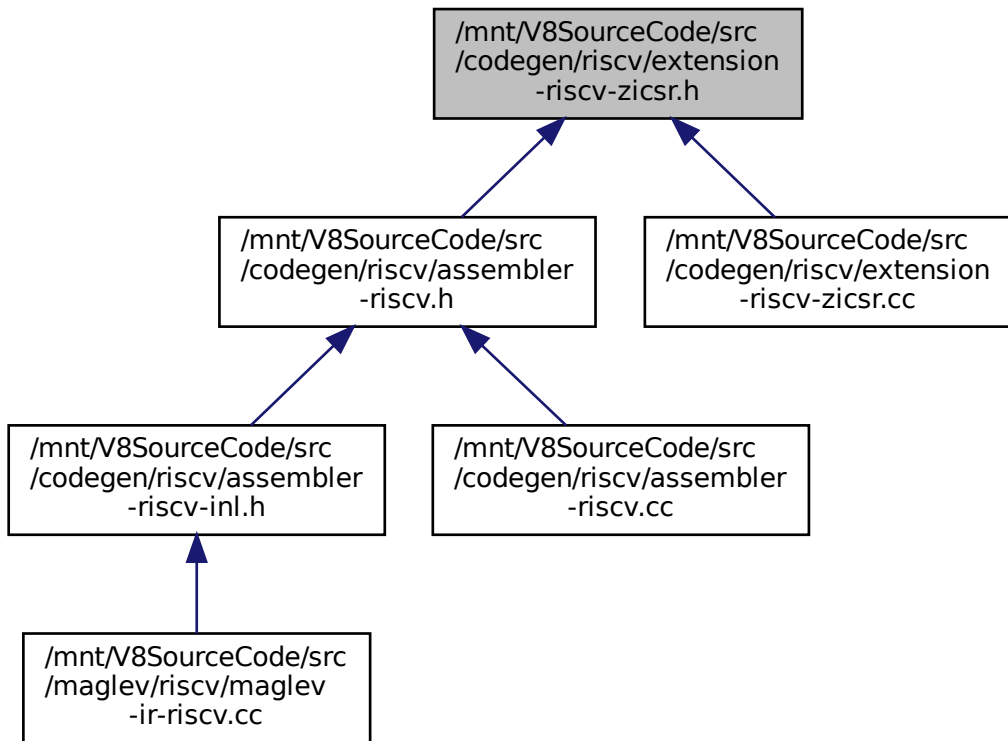 /mnt/V8SourceCode/src
/codegen/riscv/extension
-riscv-zicsr.h
/mnt/V8SourceCode/src
/codegen/riscv/assembler
-riscv.h
/mnt/V8SourceCode/src
/codegen/riscv/extension
-riscv-zicsr.cc
/mnt/V8SourceCode/src
/codegen/riscv/assembler
-riscv-inl.h
/mnt/V8SourceCode/src
/codegen/riscv/assembler
-riscv.cc
/mnt/V8SourceCode/src
/maglev/riscv/maglev
-ir-riscv.cc